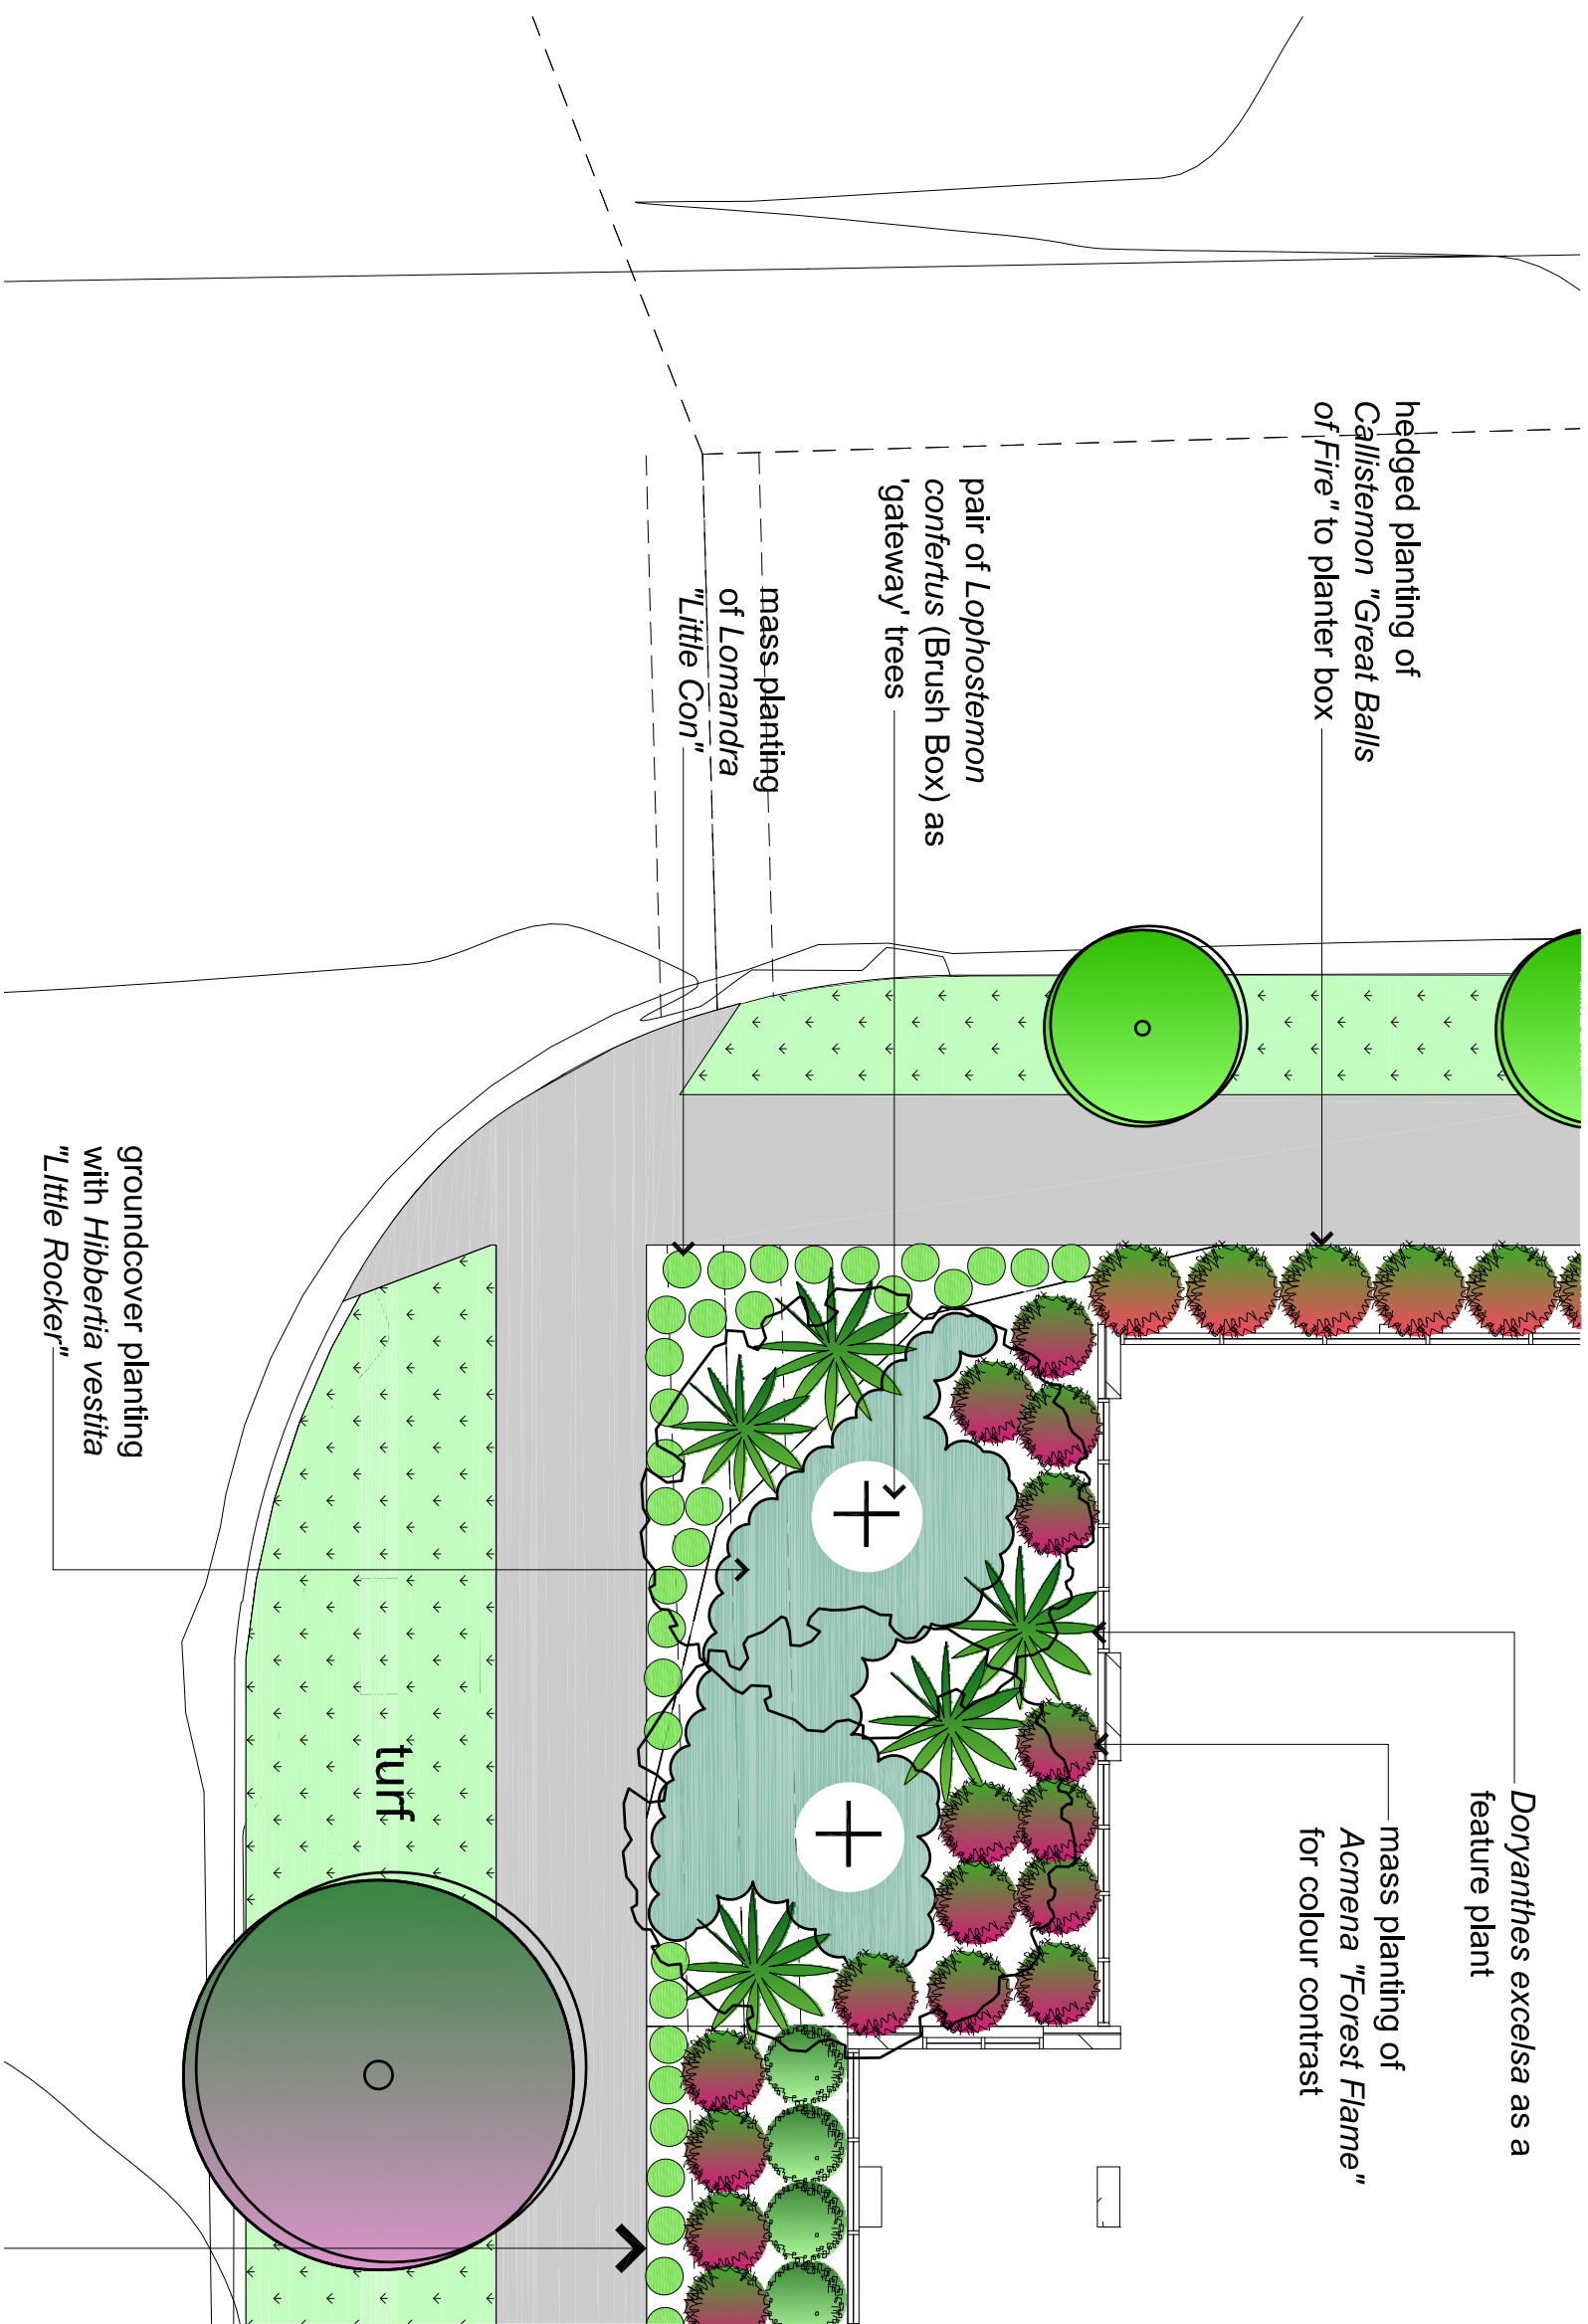 hedged planting of
Callistemon "Great Balls
of Fire" to planter box
pair of Lophostemon
confertus (Brush Box) as
'gateway' trees
mass planting
of Lomandra
"Little Con"
groundcover planting
with Hibbertia vestita
"LIttle Rocker"
turf
Doryanthes excelsa as a
feature plant
mass planting of
Acmena "Forest Flame"
for colour contrast